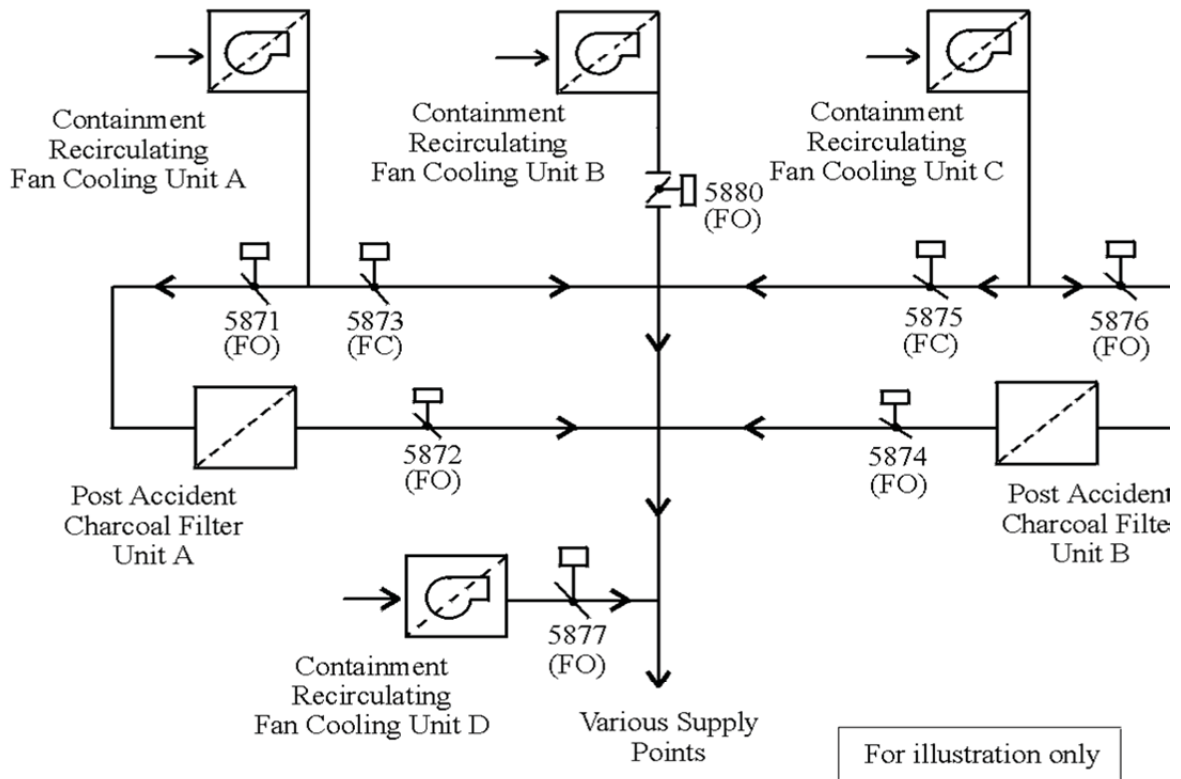 Containment
Recirculating
Fan Cooling Unit A
Containment
Recirculating
Fan Cooling Unit B
Containment
Recirculating
Fan Cooling Unit C
5880
(FO)
5871
(FO)
5873
(FC)
5875
(FC)
5876
(FO)
5872
(FO)
5874
(FO)
Post Accident
Charcoal Filter
Unit A
Post Accident
Charcoal Filte
Unit B
5877
(FO)
Containment
Recirculating
Fan Cooling Unit D
Various Supply
Points
For illustration only